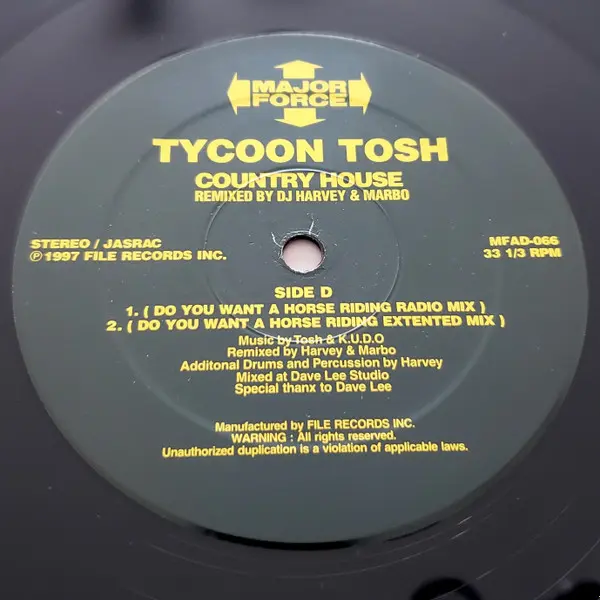 MAJOR
FORCE
TYCOON TOSH
COUNTRY HOUSE
REMIXED BY DJ HARVEY & MARBO
STEREO / JASRAC
℗1997 FILE RECORDS INC.
MFAD-066
33 1/3 RPM
SIDE D
1. ( DO YOU WANT A HORSE RIDING RADIO MIX )
2. ( DO YOU WANT A HORSE RIDING EXTENTED MIX )
Music by Tosh & K.U.D.O
Remixed by Harvey & Marbo
Additonal Drums and Percussion by Harvey
Mixed at Dave Lee Studio
Special thanx to Dave Lee
Manufactured by FILE RECORDS INC.
WARNING : All rights reserved.
Unauthorized duplication is a violation of applicable laws.